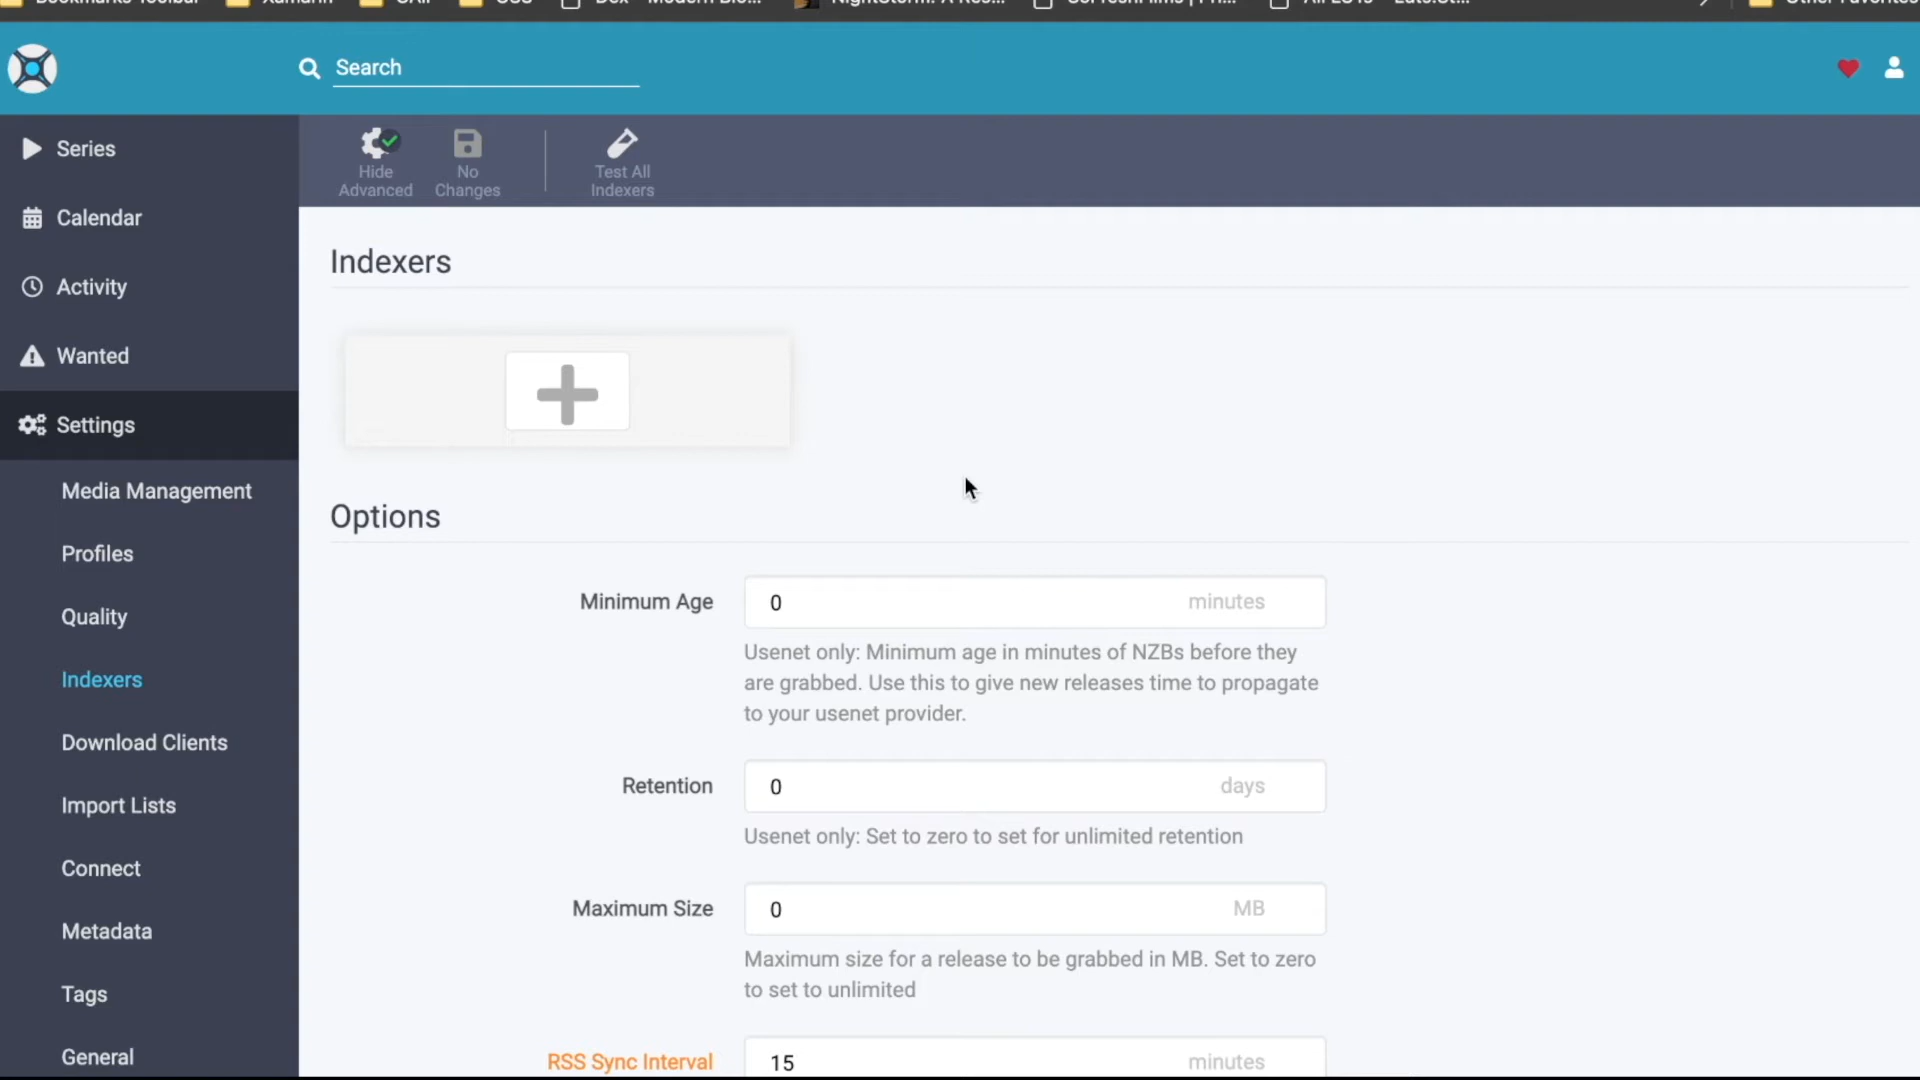 Search
Series
Calendar
Activity
Wanted
Settings
Media Management
Profiles
Quality
Indexers
Download Clients
Import Lists
Connect
Metadata
Tags
General
Hide
Advanced
No
Changes
Test All
Indexers
Indexers
Options
Minimum Age
0
minutes
Usenet only: Minimum age in minutes of NZBs before they
are grabbed. Use this to give new releases time to propagate
to your usenet provider.
Retention
0
days
Usenet only: Set to zero to set for unlimited retention
Maximum Size
0
MB
Maximum size for a release to be grabbed in MB. Set to zero
to set to unlimited
RSS Sync Interval
15
minutes